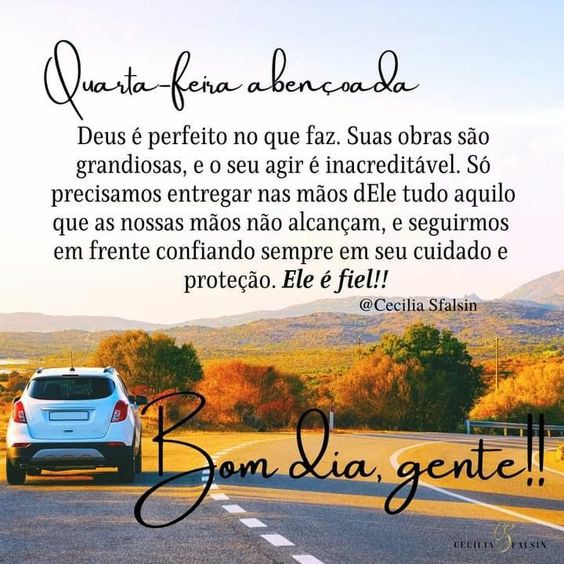 Quarta-feira abençoada
Deus é perfeito no que faz. Suas obras são
grandiosas, e o seu agir é inacreditável. Só
precisamos entregar nas mãos dEle tudo aquilo
que as nossas mãos não alcançam, e seguirmos
em frente confiando sempre em seu cuidado e
proteção. Ele é fiel!!
@Cecilia Sfalsin
Bom dia, gente!!
CECILIA SFALSIN